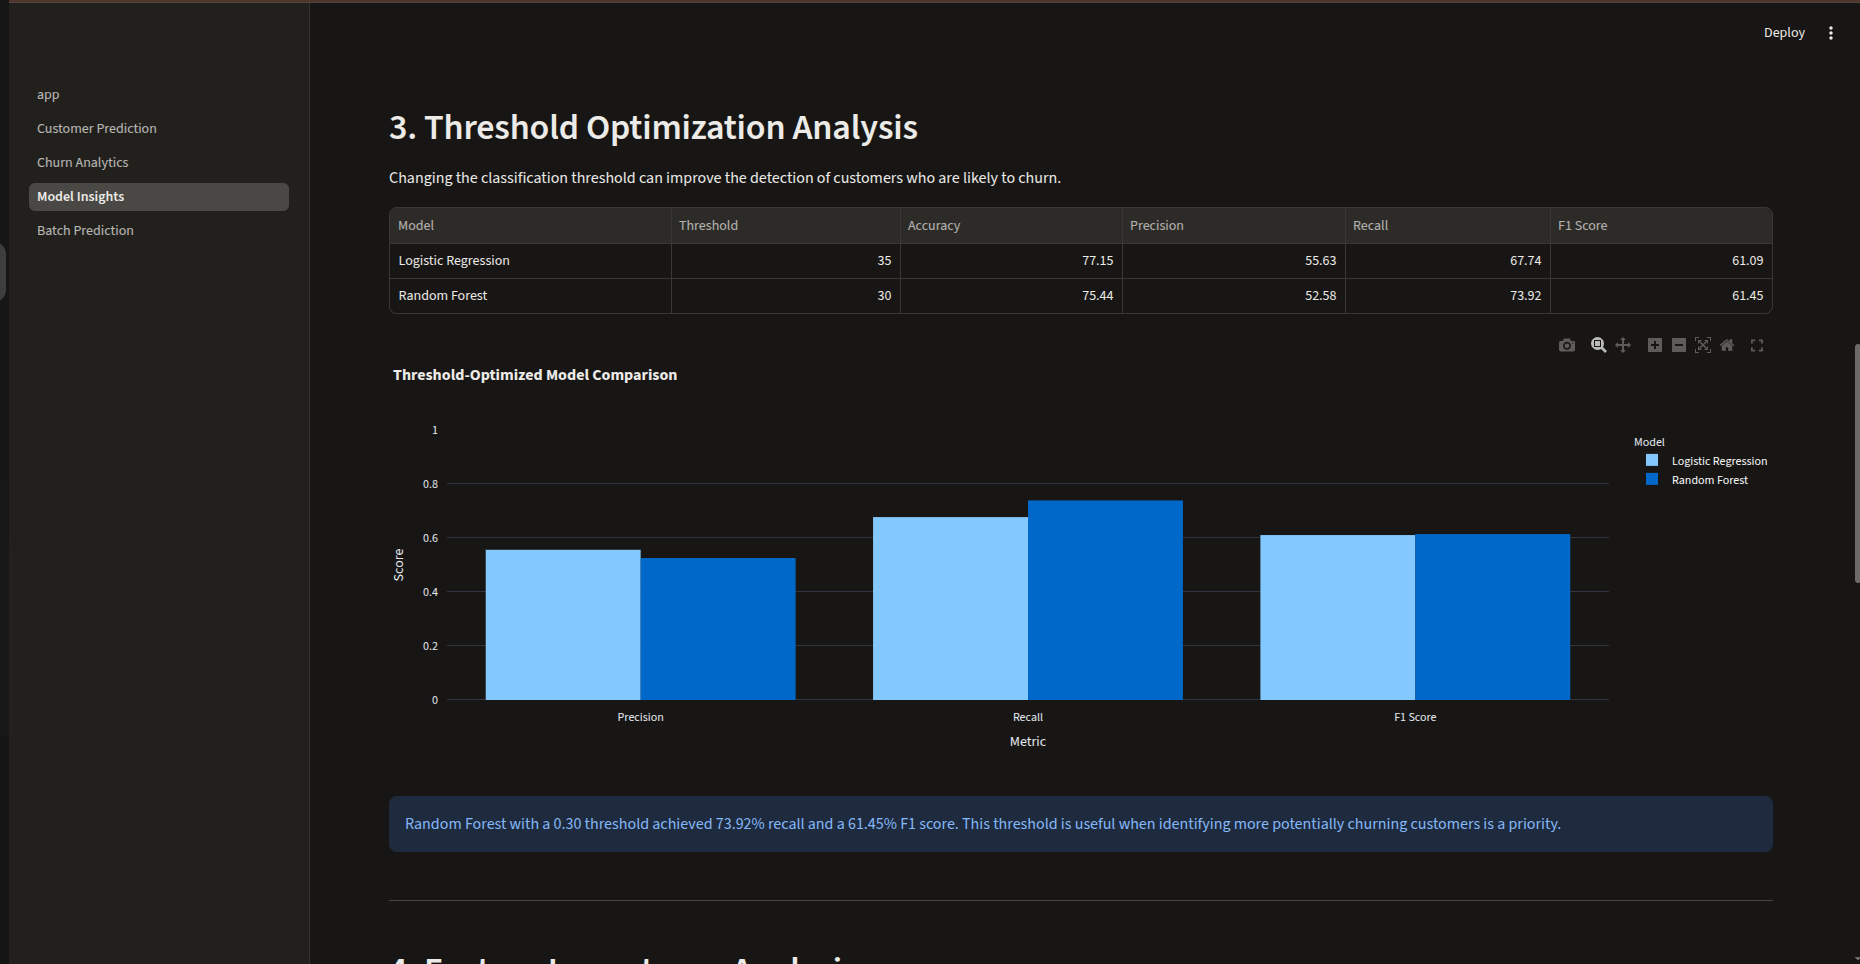 Deploy
app
Customer Prediction
Churn Analytics
Model Insights
Batch Prediction
3. Threshold Optimization Analysis
Changing the classification threshold can improve the detection of customers who are likely to churn.
Model Threshold Accuracy Precision Recall F1 Score
Logistic Regression 35 77.15 55.63 67.74 61.09
Random Forest 30 75.44 52.58 73.92 61.45
Threshold-Optimized Model Comparison
1
0.8
0.6
0.4
0.2
0
Score
Precision Recall F1 Score
Metric
Model
Logistic Regression
Random Forest
Random Forest with a 0.30 threshold achieved 73.92% recall and a 61.45% F1 score. This threshold is useful when identifying more potentially churning customers is a priority.